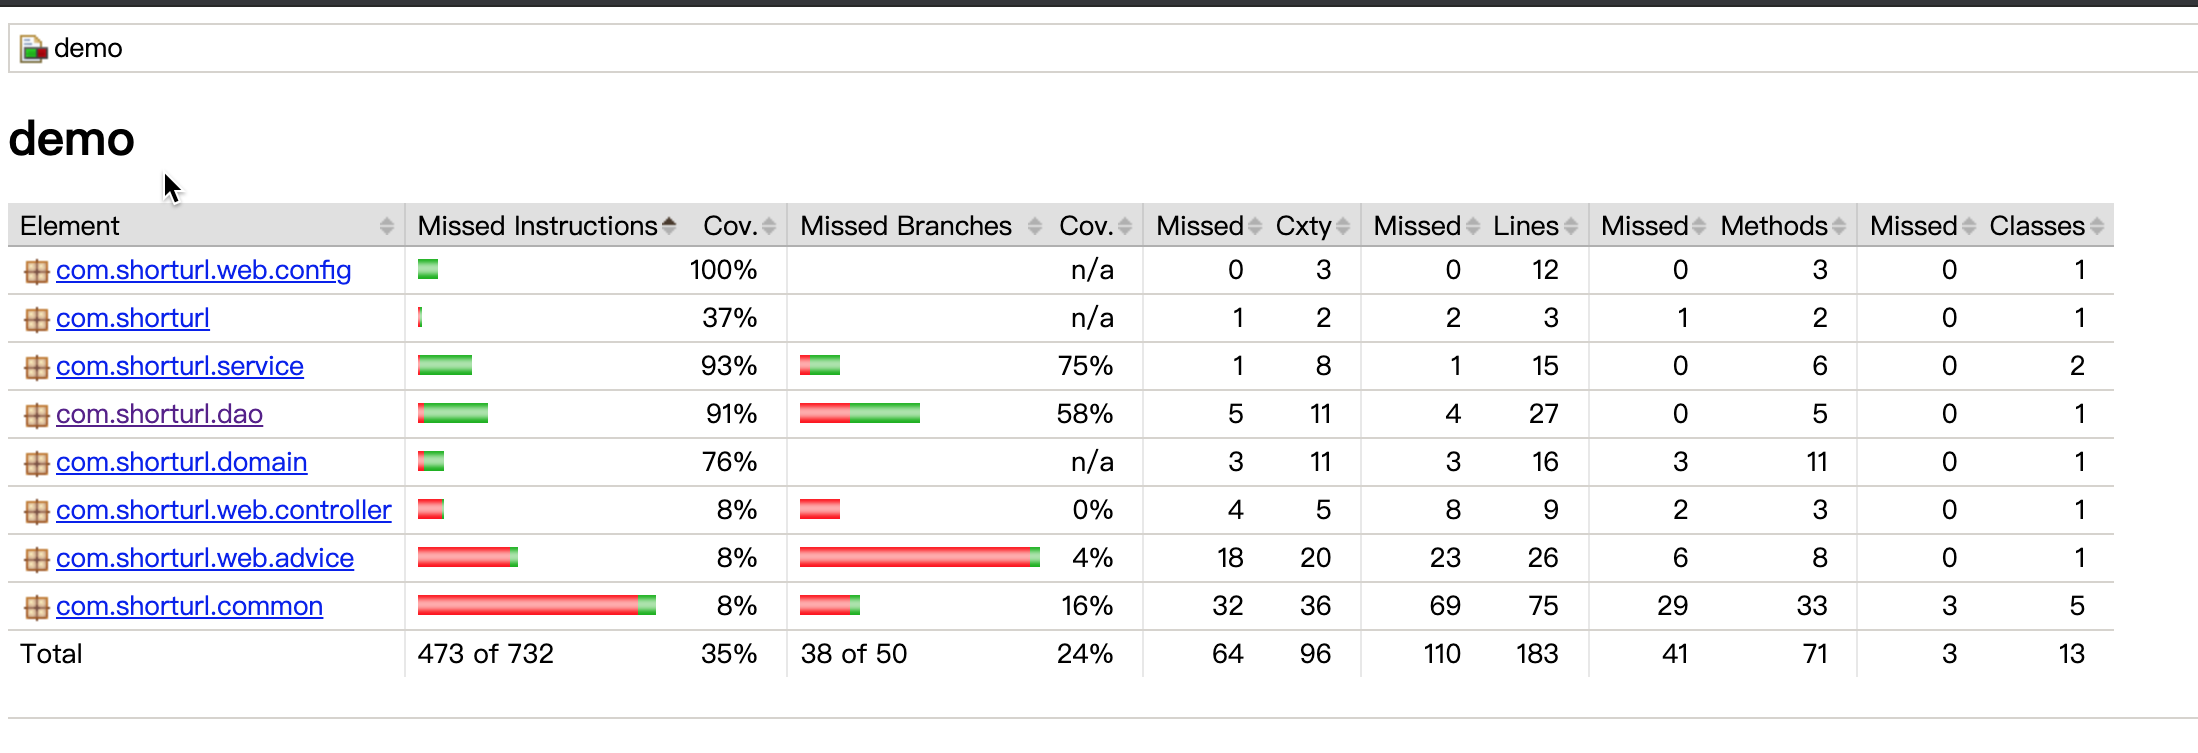 demo
demo
Element Missed Instructions Cov. Missed Branches Cov. Missed Cxty Missed Lines Missed Methods Missed Classes
com.shorturl.web.config 100% n/a 0 3 0 12 0 3 0 1
com.shorturl 37% n/a 1 2 2 3 1 2 0 1
com.shorturl.service 93% 75% 1 8 1 15 0 6 0 2
com.shorturl.dao 91% 58% 5 11 4 27 0 5 0 1
com.shorturl.domain 76% n/a 3 11 3 16 3 11 0 1
com.shorturl.web.controller 8% 0% 4 5 8 9 2 3 0 1
com.shorturl.web.advice 8% 4% 18 20 23 26 6 8 0 1
com.shorturl.common 8% 16% 32 36 69 75 29 33 3 5
Total 473 of 732 35% 38 of 50 24% 64 96 110 183 41 71 3 13